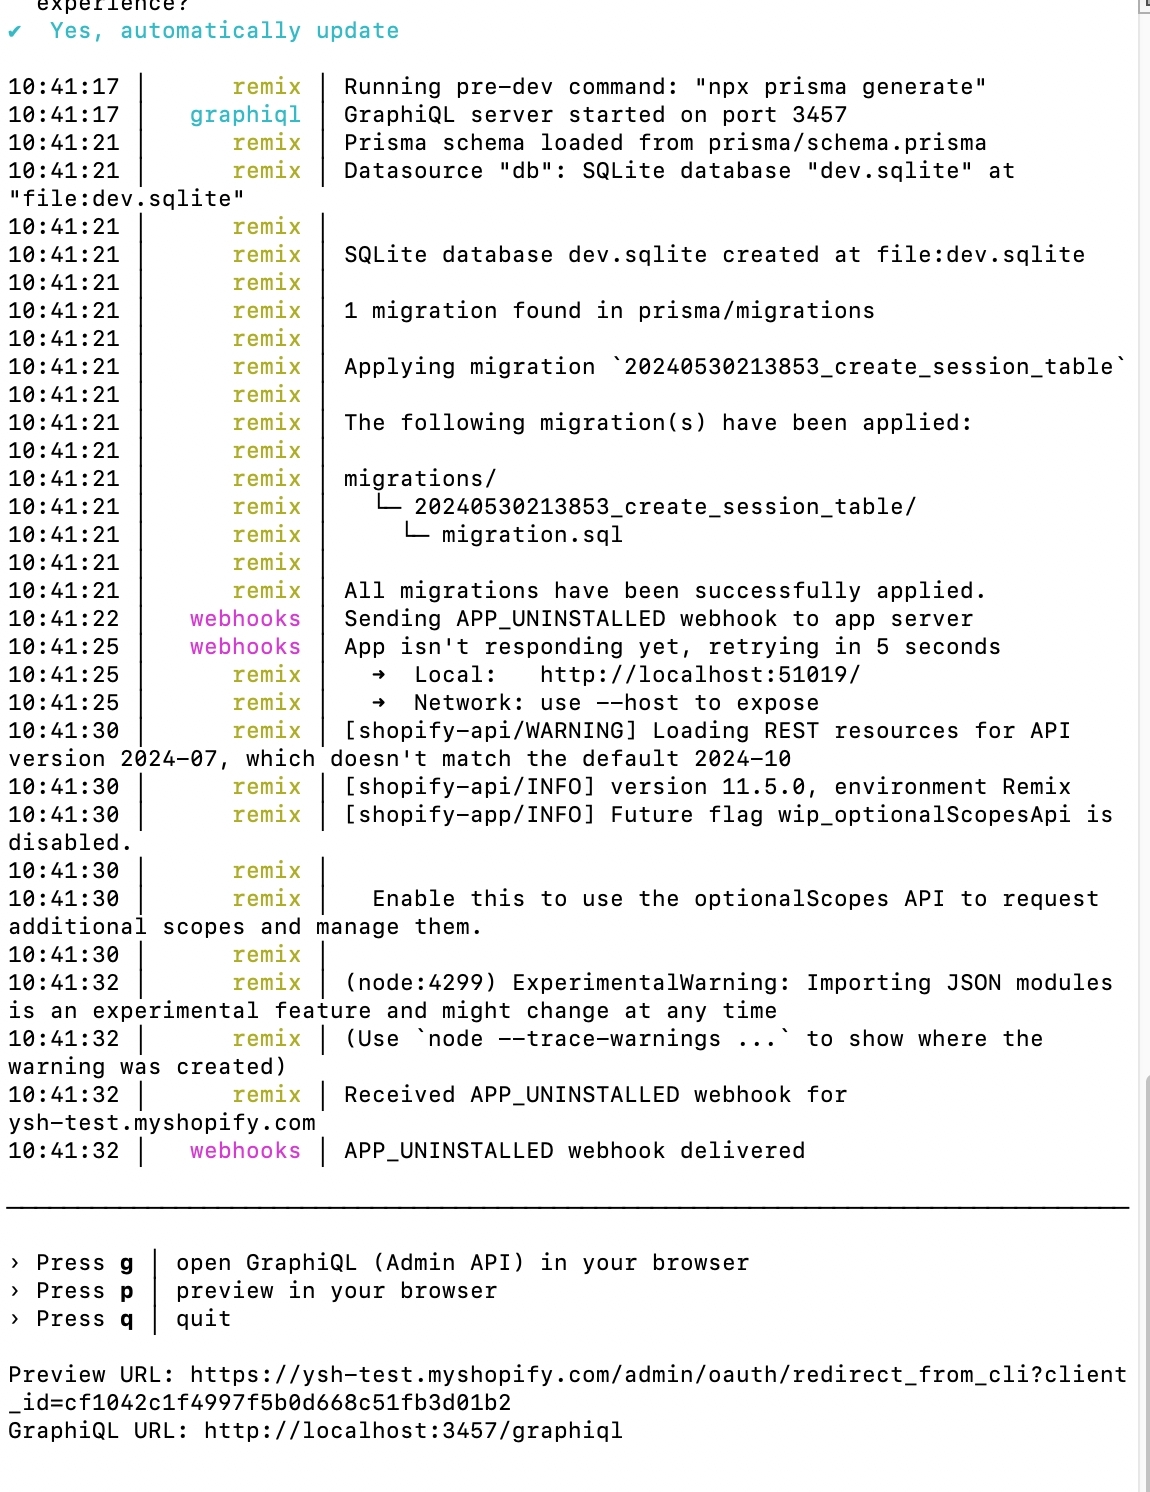 experience?
✔ Yes, automatically update
10:41:17 │ remix │ Running pre-dev command: "npx prisma generate"
10:41:17 │ graphiql │ GraphiQL server started on port 3457
10:41:21 │ remix │ Prisma schema loaded from prisma/schema.prisma
10:41:21 │ remix │ Datasource "db": SQLite database "dev.sqlite" at
"file:dev.sqlite"
10:41:21 │ remix │
10:41:21 │ remix │ SQLite database dev.sqlite created at file:dev.sqlite
10:41:21 │ remix │
10:41:21 │ remix │ 1 migration found in prisma/migrations
10:41:21 │ remix │
10:41:21 │ remix │ Applying migration `20240530213853_create_session_table`
10:41:21 │ remix │
10:41:21 │ remix │ The following migration(s) have been applied:
10:41:21 │ remix │
10:41:21 │ remix │ migrations/
10:41:21 │ remix │ └─ 20240530213853_create_session_table/
10:41:21 │ remix │ └─ migration.sql
10:41:21 │ remix │
10:41:21 │ remix │ All migrations have been successfully applied.
10:41:22 │ webhooks │ Sending APP_UNINSTALLED webhook to app server
10:41:25 │ webhooks │ App isn't responding yet, retrying in 5 seconds
10:41:25 │ remix │ ➜ Local: http://localhost:51019/
10:41:25 │ remix │ ➜ Network: use --host to expose
10:41:30 │ remix │ [shopify-api/WARNING] Loading REST resources for API
version 2024-07, which doesn't match the default 2024-10
10:41:30 │ remix │ [shopify-api/INFO] version 11.5.0, environment Remix
10:41:30 │ remix │ [shopify-app/INFO] Future flag wip_optionalScopesApi is
disabled.
10:41:30 │ remix │
10:41:30 │ remix │ Enable this to use the optionalScopes API to request
additional scopes and manage them.
10:41:30 │ remix │
10:41:32 │ remix │ (node:4299) ExperimentalWarning: Importing JSON modules
is an experimental feature and might change at any time
10:41:32 │ remix │ (Use `node --trace-warnings ...` to show where the
warning was created)
10:41:32 │ remix │ Received APP_UNINSTALLED webhook for
ysh-test.myshopify.com
10:41:32 │ webhooks │ APP_UNINSTALLED webhook delivered
› Press g │ open GraphiQL (Admin API) in your browser
› Press p │ preview in your browser
› Press q │ quit
Preview URL: https://ysh-test.myshopify.com/admin/oauth/redirect_from_cli?client
_id=cf1042c1f4997f5b0d668c51fb3d01b2
GraphiQL URL: http://localhost:3457/graphiql